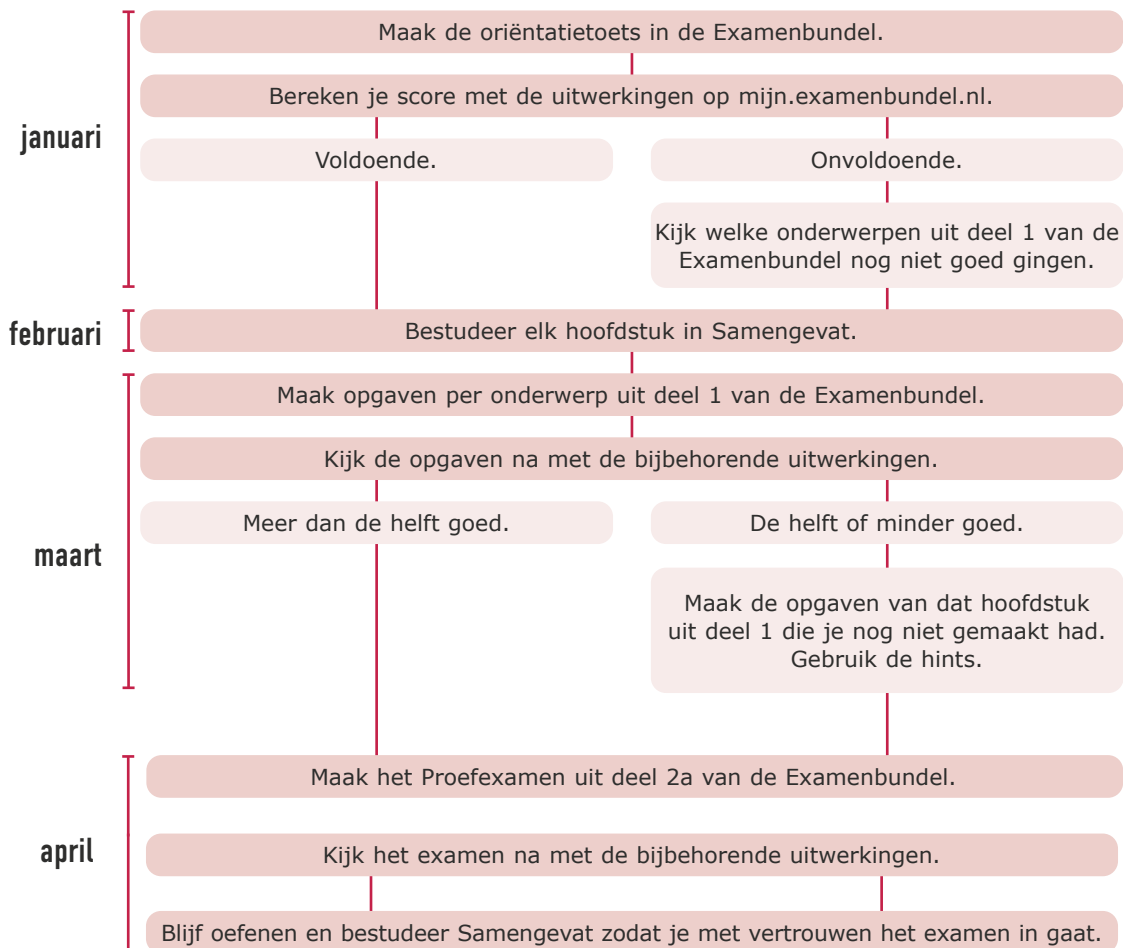 Maak de oriëntatietoets in de Examenbundel.
Bereken je score met de uitwerkingen op mijn.examenbundel.nl.
januari
Voldoende.
Onvoldoende.
Kijk welke onderwerpen uit deel 1 van de
Examenbundel nog niet goed gingen.
februari
Bestudeer elk hoofdstuk in Samengevat.
Maak opgaven per onderwerp uit deel 1 van de Examenbundel.
Kijk de opgaven na met de bijbehorende uitwerkingen.
Meer dan de helft goed.
De helft of minder goed.
maart
Maak de opgaven van dat hoofdstuk
uit deel 1 die je nog niet gemaakt had.
Gebruik de hints.
Maak het Proefexamen uit deel 2a van de Examenbundel.
april
Kijk het examen na met de bijbehorende uitwerkingen.
Blijf oefenen en bestudeer Samengevat zodat je met vertrouwen het examen in gaat.